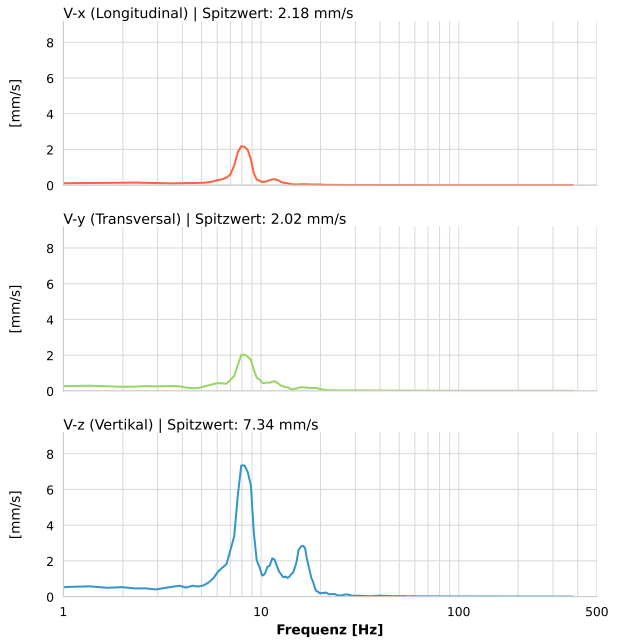 V-x (Longitudinal) | Spitzwert: 2.18 mm/s
8
6
4
2
0
[mm/s]
V-y (Transversal) | Spitzwert: 2.02 mm/s
8
6
4
2
0
[mm/s]
V-z (Vertikal) | Spitzwert: 7.34 mm/s
8
6
4
2
0
[mm/s]
1 10 100 500
Frequenz [Hz]